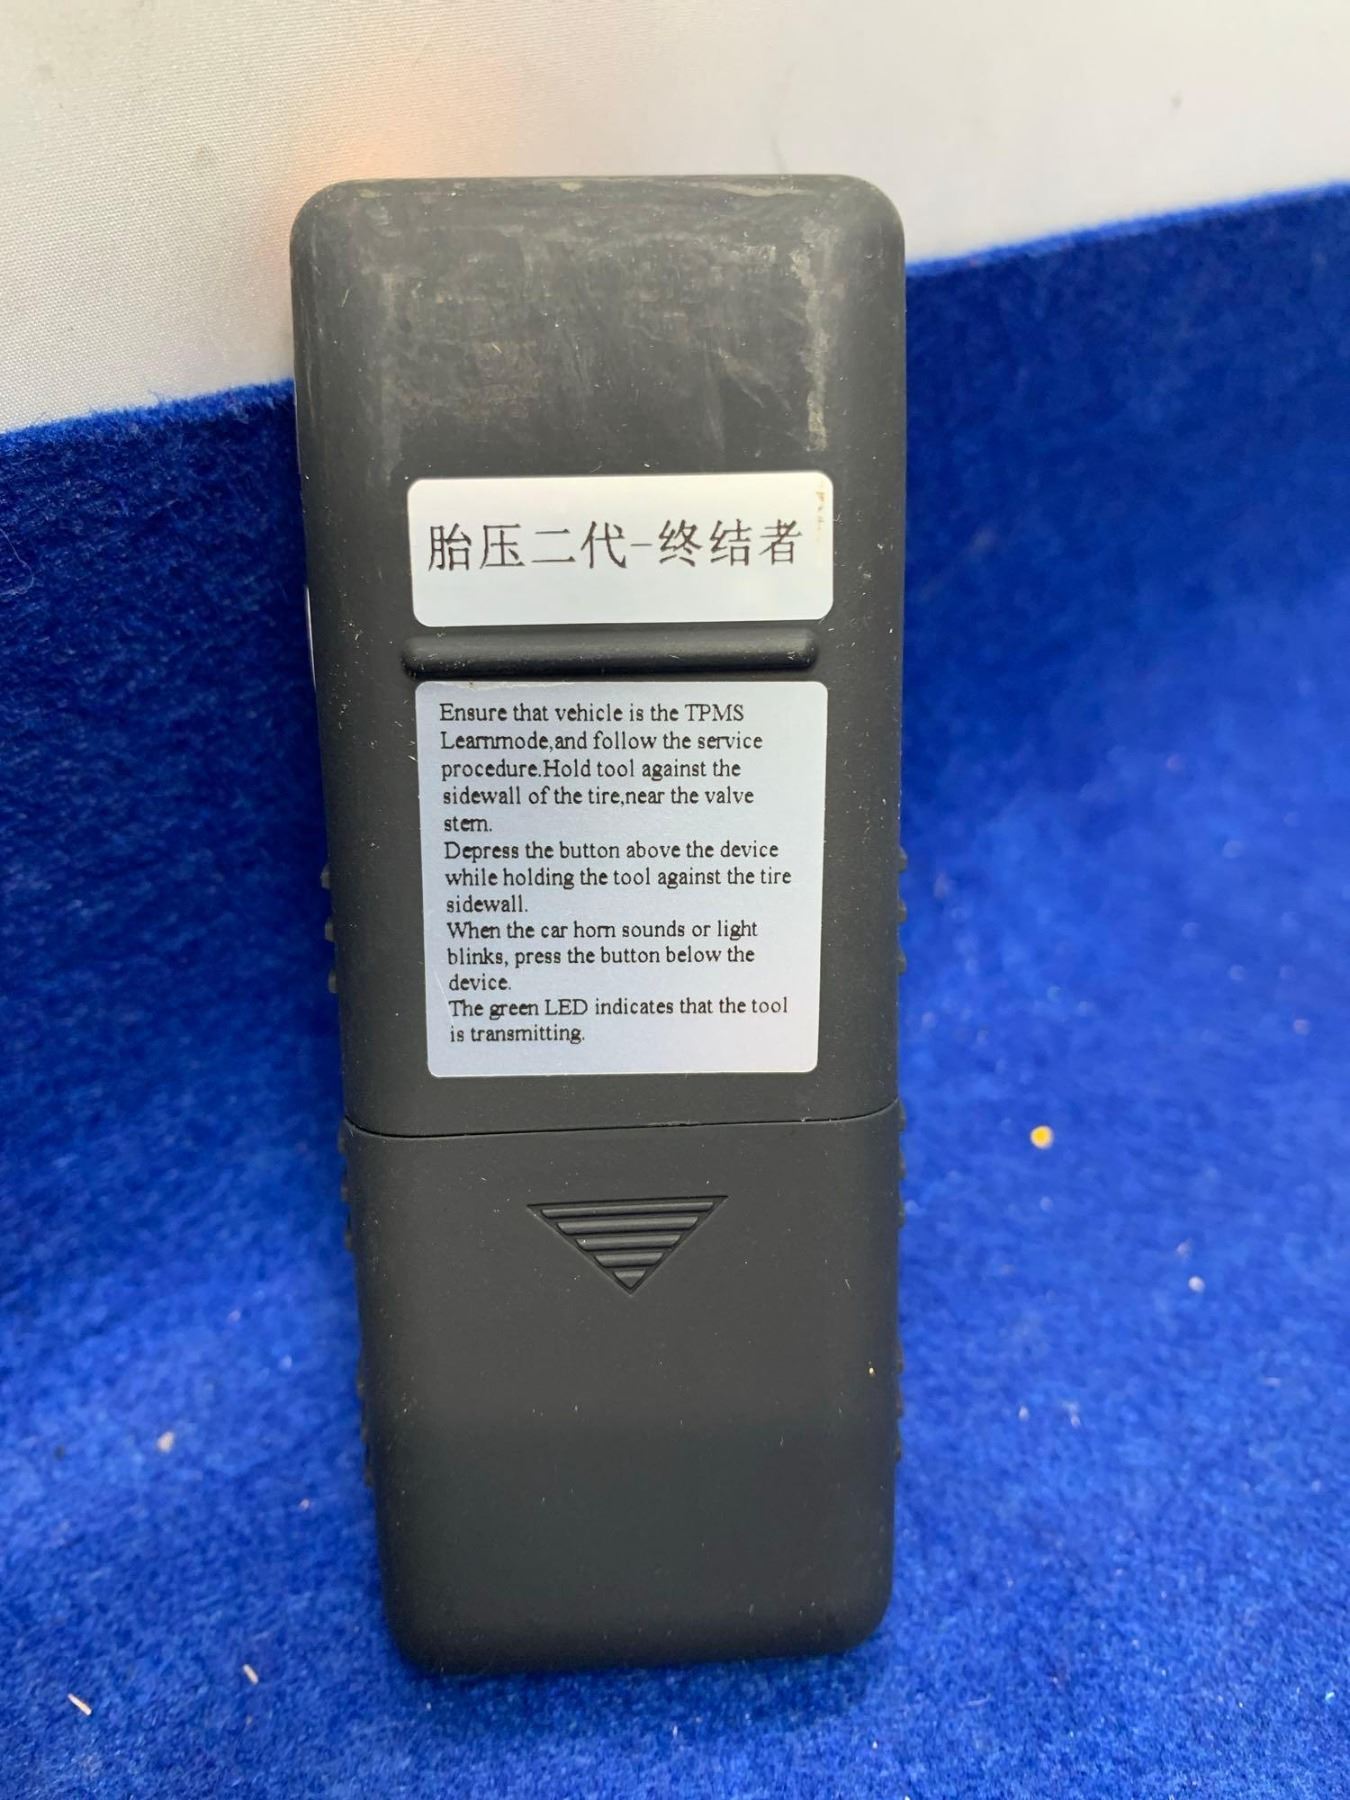 胎压二代-终结者
Ensure that vehicle is the TPMS
Learnmode,and follow the service
procedure.Hold tool against the
sidewall of the tire,near the valve
stem.
Depress the button above the device
while holding the tool against the tire
sidewall.
When the car horn sounds or light
blinks, press the button below the
device.
The green LED indicates that the tool
is transmitting.